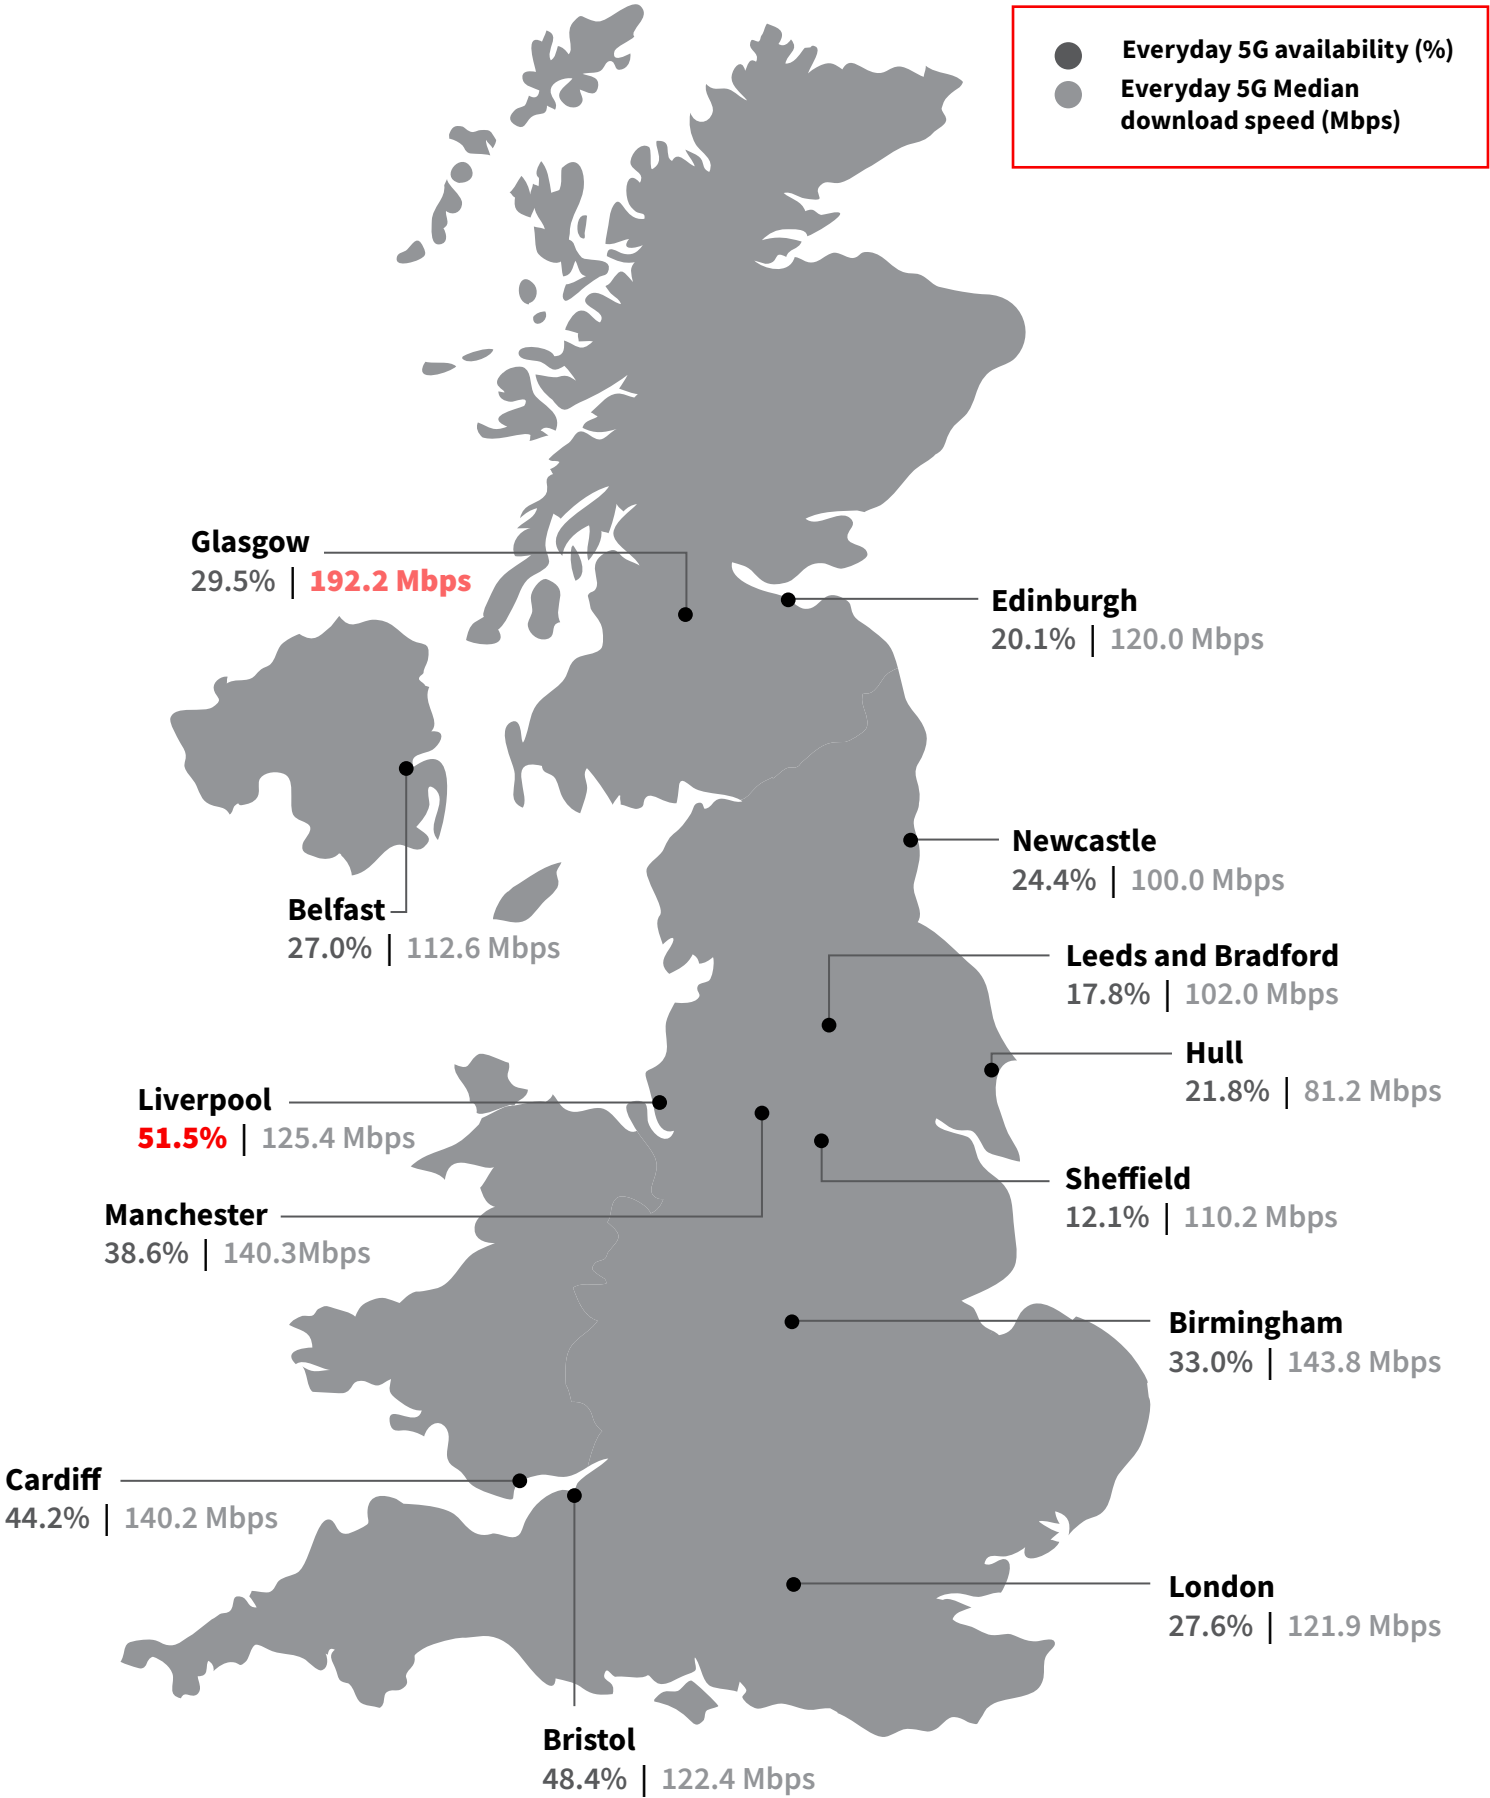 Everyday 5G availability (%)
Everyday 5G Median
download speed (Mbps)
Glasgow
29.5% | 192.2 Mbps
Edinburgh
20.1% | 120.0 Mbps
Newcastle
24.4% | 100.0 Mbps
Belfast
27.0% | 112.6 Mbps
Leeds and Bradford
17.8% | 102.0 Mbps
Hull
21.8% | 81.2 Mbps
Liverpool
51.5% | 125.4 Mbps
Sheffield
12.1% | 110.2 Mbps
Manchester
38.6% | 140.3Mbps
Birmingham
33.0% | 143.8 Mbps
Cardiff
44.2% | 140.2 Mbps
London
27.6% | 121.9 Mbps
Bristol
48.4% | 122.4 Mbps